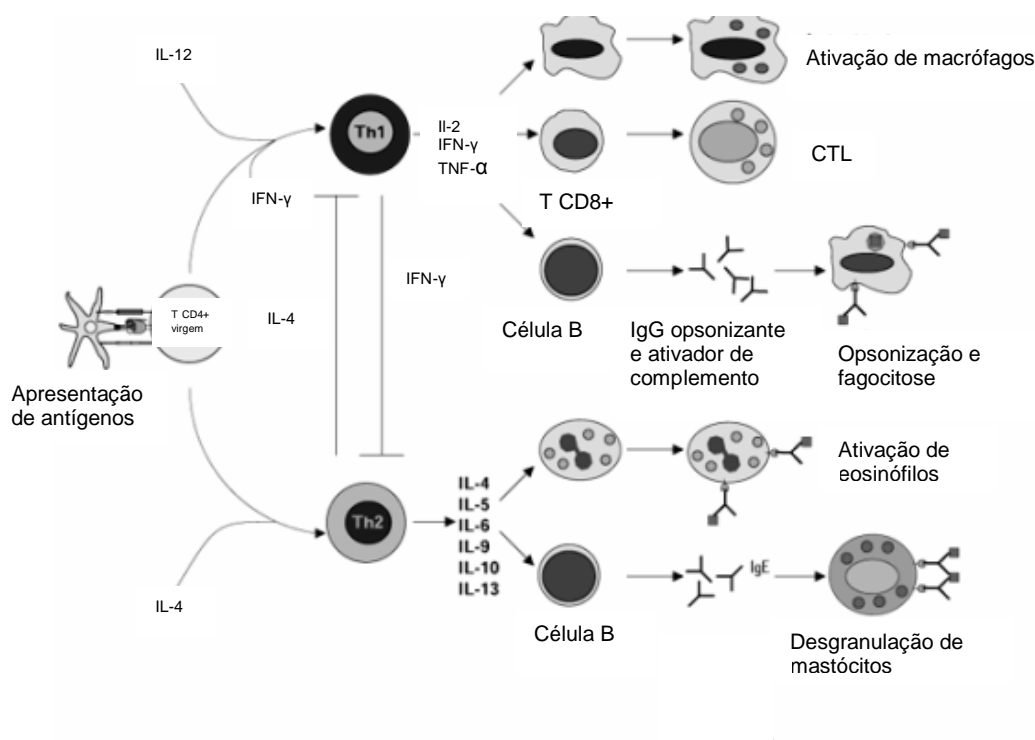 IL-12
Ativação de macrófagos
Th1
Il-2
IFN-γ
TNF-α
CTL
IFN-γ
T CD8+
IFN-γ
T CD4+
virgem
IL-4
Célula B
IgG opsonizante
e ativador de
complemento
Opsonização e
fagocitose
Apresentação
de antígenos
Ativação de
eosinófilos
IL-4
IL-5
IL-6
IL-9
IL-10
IL-13
Th2
IgE
IL-4
Célula B
Desgranulação de
mastócitos